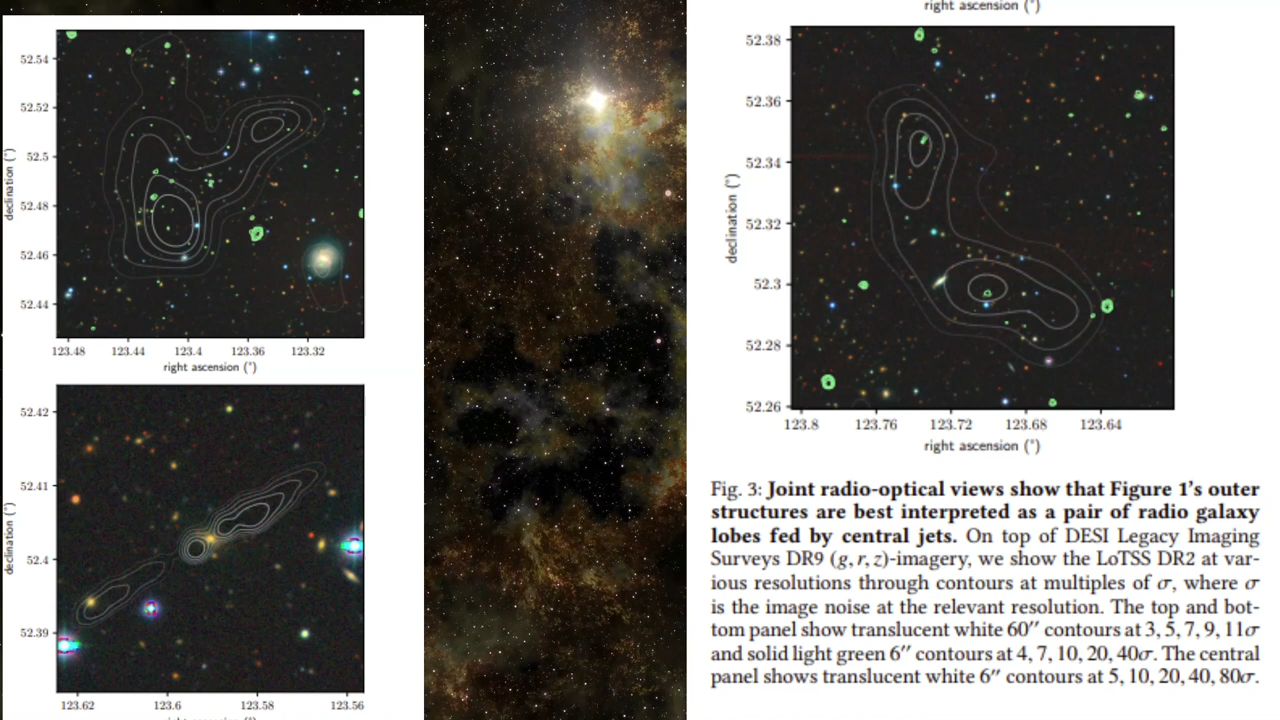 52.54
52.52
52.5
52.48
52.46
52.44
declination (°)
123.48 123.44 123.4 123.36 123.32
right ascension (°)
52.42
52.41
52.4
52.39
declination (°)
123.62 123.6 123.58 123.56
right ascension (°)
right ascension (°)
52.38
52.36
52.34
52.32
52.3
52.28
52.26
declination (°)
123.8 123.76 123.72 123.68 123.64
right ascension (°)
Fig. 3: Joint radio-optical views show that Figure 1's outer
structures are best interpreted as a pair of radio galaxy
lobes fed by central jets. On top of DESI Legacy Imaging
Surveys DR9 (g, r, z)-imagery, we show the LoTSS DR2 at var-
ious resolutions through contours at multiples of σ, where σ
is the image noise at the relevant resolution. The top and bot-
tom panel show translucent white 60″ contours at 3, 5, 7, 9, 11σ
and solid light green 6″ contours at 4, 7, 10, 20, 40σ. The central
panel shows translucent white 6″ contours at 5, 10, 20, 40, 80σ.